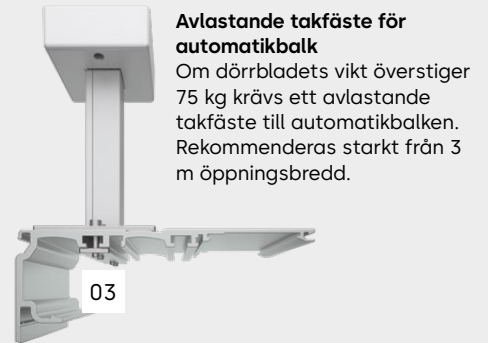 Avlastande takfäste för
automatikbalk
Om dörrbladets vikt överstiger
75 kg krävs ett avlastande
takfäste till automatikbalken.
Rekommenderas starkt från 3
m öppningsbredd.
03